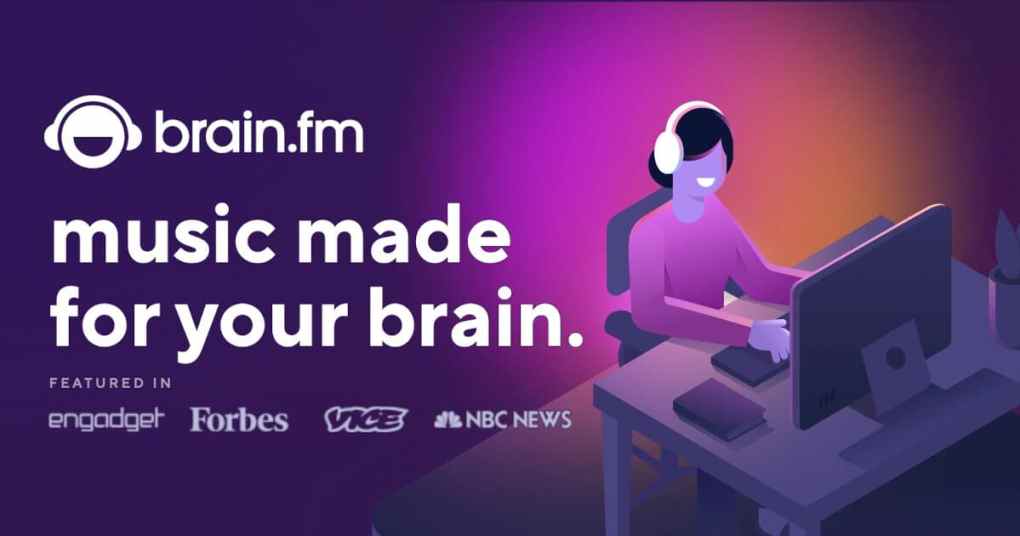 brain.fm
music made
for your brain.
FEATURED IN
engadget Forbes VICE NBC NEWS